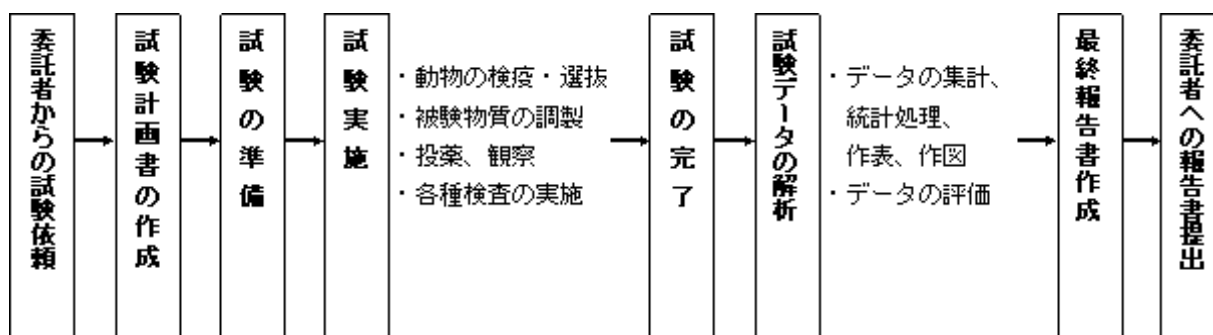 委託者からの試験依頼
試験計画書の作成
試験の準備
試験実施
・動物の検疫・選抜
・被験物質の調製
・投薬、観察
・各種検査の実施
試験の完了
試験データの解析
・データの集計、
統計処理、
作表、作図
・データの評価
最終報告書作成
委託者への報告書提出